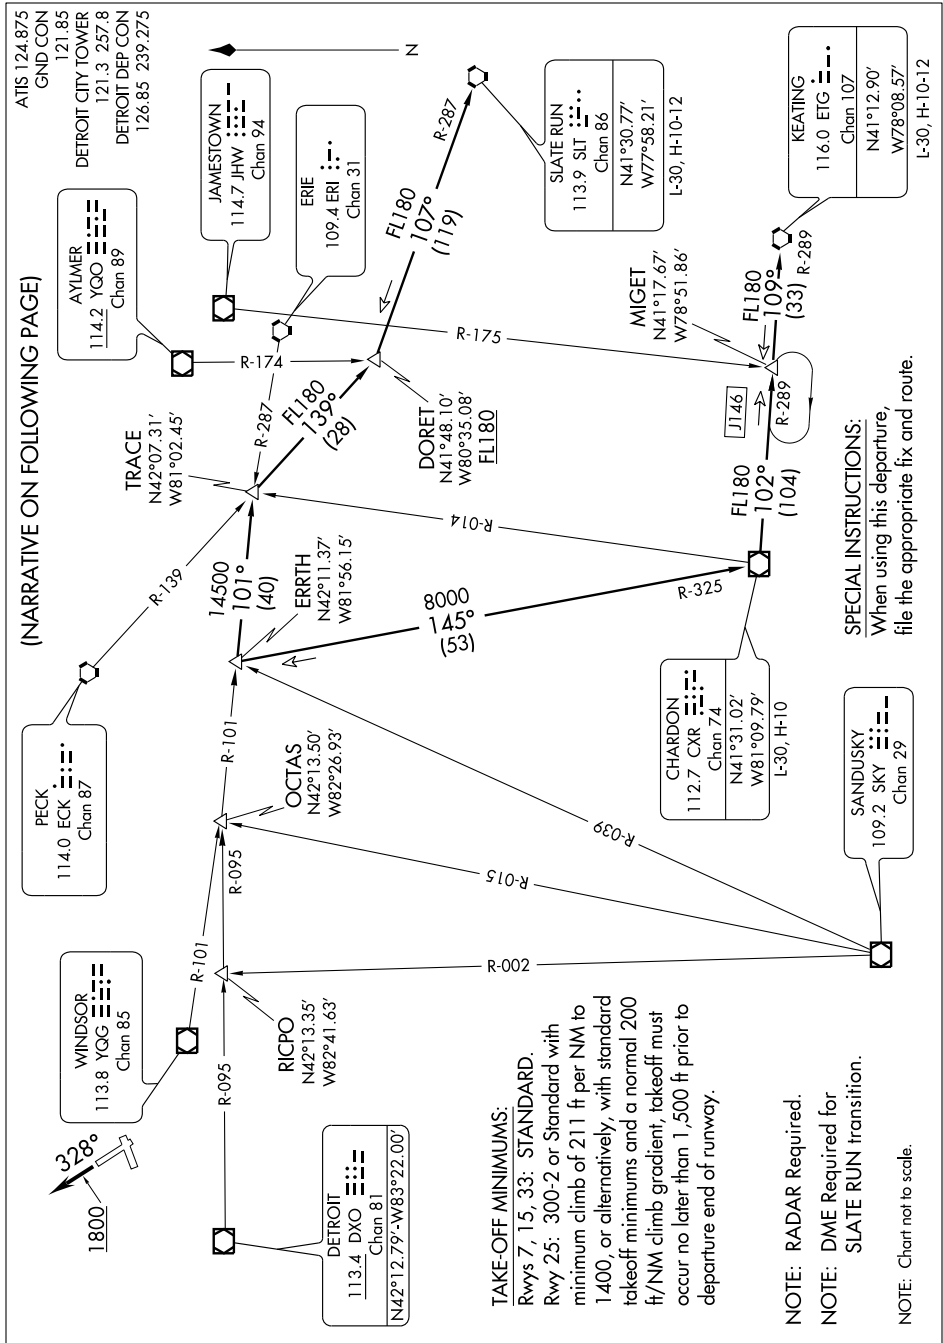 (NARRATIVE ON FOLLOWING PAGE)
ATIS 124.875
GND CON
121.85
DETROIT CITY TOWER
121.3 257.8
DETROIT DEP CON
126.85 239.275
N
328°
1800
WINDSOR
113.8 YQG
Chan 85
PECK
114.0 ECK
Chan 87
AYLMER
114.2 YQO
Chan 89
JAMESTOWN
114.7 JHW
Chan 94
ERIE
109.4 ERI
Chan 31
DETROIT
113.4 DXO
Chan 81
N42°12.79'-W83°22.00'
R-095
RICPO
N42°13.35'
W82°41.63'
R-101
R-095
OCTAS
N42°13.50'
W82°26.93'
R-101
ERRTH
N42°11.37'
W81°56.15'
14500
101°
(40)
R-139
TRACE
N42°07.31'
W81°02.45'
R-287
R-174
FL180
139°
(28)
DORET
N41°48.10'
W80°35.08'
FL180
FL180
107°
(119)
R-287
SLATE RUN
113.9 SLT
Chan 86
N41°30.77'
W77°58.21'
L-30, H-10-12
R-175
R-014
8000
145°
(53)
R-325
R-002
R-015
R-039
CHARDON
112.7 CXR
Chan 74
N41°31.02'
W81°09.79'
L-30, H-10
FL180
102°
(104)
J146
R-289
MIGET
N41°17.67'
W78°51.86'
FL180
109°
(33)
R-289
KEATING
116.0 ETG
Chan 107
N41°12.90'
W78°08.57'
L-30, H-10-12
SANDUSKY
109.2 SKY
Chan 29
TAKE-OFF MINIMUMS:
Rwys 7, 15, 33: STANDARD.
Rwy 25: 300-2 or Standard with
minimum climb of 211 ft per NM to
1400, or alternatively, with standard
takeoff minimums and a normal 200
ft/NM climb gradient, takeoff must
occur no later than 1,500 ft prior to
departure end of runway.
NOTE: RADAR Required.
NOTE: DME Required for
SLATE RUN transition.
NOTE: Chart not to scale.
SPECIAL INSTRUCTIONS:
When using this departure,
file the appropriate fix and route.